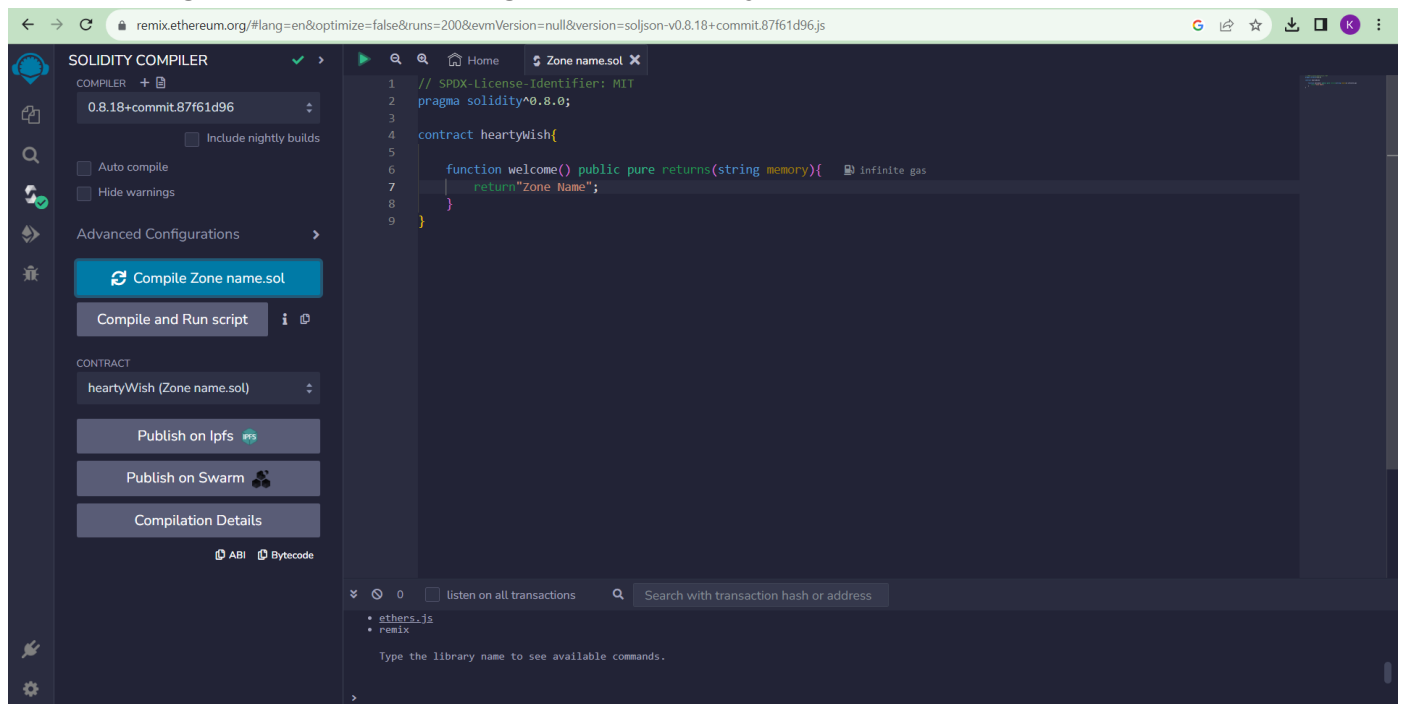 remix.ethereum.org/#lang=en&optimize=false&runs=200&evmVersion=null&version=soljson-v0.8.18+commit.87f61d96.js
G
K
SOLIDITY COMPILER
COMPILER
0.8.18+commit.87f61d96
Include nightly builds
Auto compile
Hide warnings
Advanced Configurations
Compile Zone name.sol
Compile and Run script
i
CONTRACT
heartyWish (Zone name.sol)
Publish on Ipfs
IPFS
Publish on Swarm
Compilation Details
ABI Bytecode
Home Zone name.sol
1 // SPDX-License-Identifier: MIT
2 pragma solidity^0.8.0;
3
4 contract heartyWish{
5
6 function welcome() public pure returns(string memory){ infinite gas
7 return"Zone Name";
8 }
9 }
0 listen on all transactions Search with transaction hash or address
• ethers.js
• remix
Type the library name to see available commands.
>